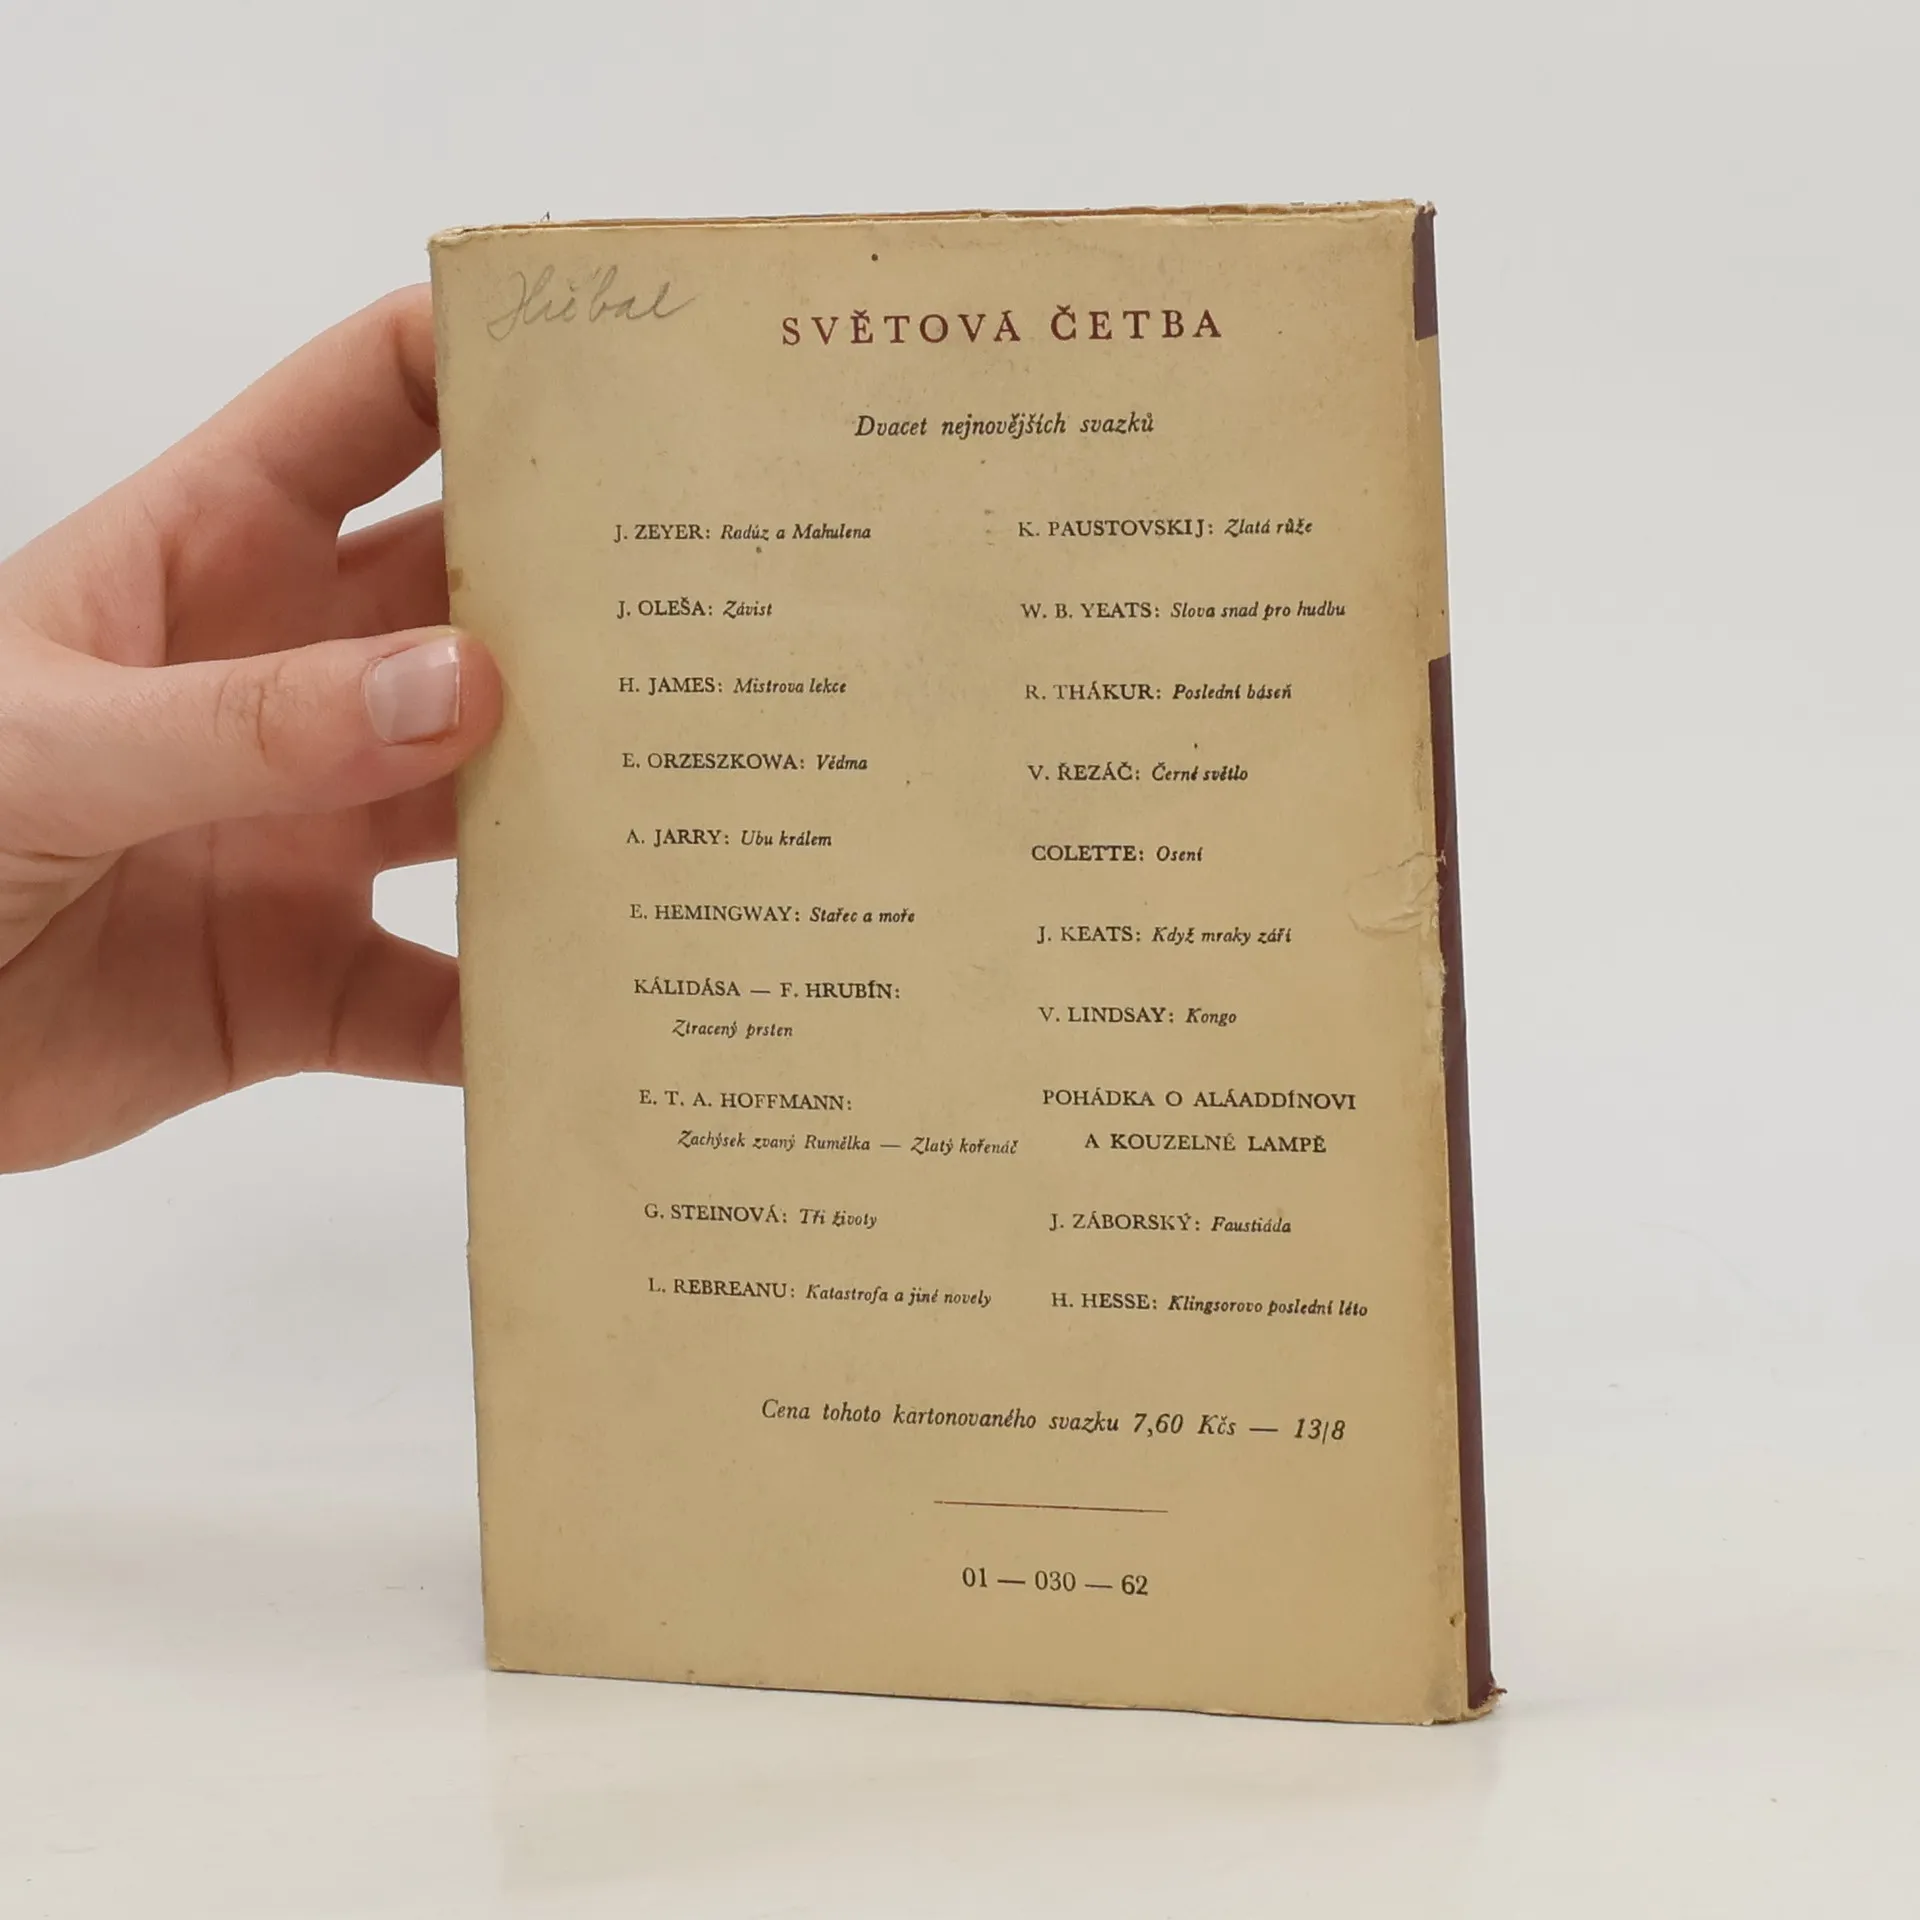 SVĚTOVÁ ČETBA
Dvacet nejnovějších svazků
J. ZEYER: Radúz a Mahulena
J. OLEŠA: Závist
H. JAMES: Mistrova lekce
E. ORZESZKOWA: Vědma
A. JARRY: Ubu králem
E. HEMINGWAY: Stařec a moře
KÁLIDÁSA — F. HRUBÍN:
Ztracený prsten
E. T. A. HOFFMANN:
Zachýsek zvaný Rumělka — Zlatý kořenáč
G. STEINOVÁ: Tři životy
L. REBREANU: Katastrofa a jiné novely
K. PAUSTOVSKIJ: Zlatá růže
W. B. YEATS: Slova snad pro hudbu
R. THÁKUR: Poslední báseň
V. ŘEZÁČ: Černé světlo
COLETTE: Osení
J. KEATS: Když mraky září
V. LINDSAY: Kongo
POHÁDKA O ALÁADDÍNOVI
A KOUZELNÉ LAMPĚ
J. ZÁBORSKÝ: Faustiáda
H. HESSE: Klingsorovo poslední léto
Cena tohoto kartonovaného svazku 7,60 Kčs — 13/8
01 — 030 — 62